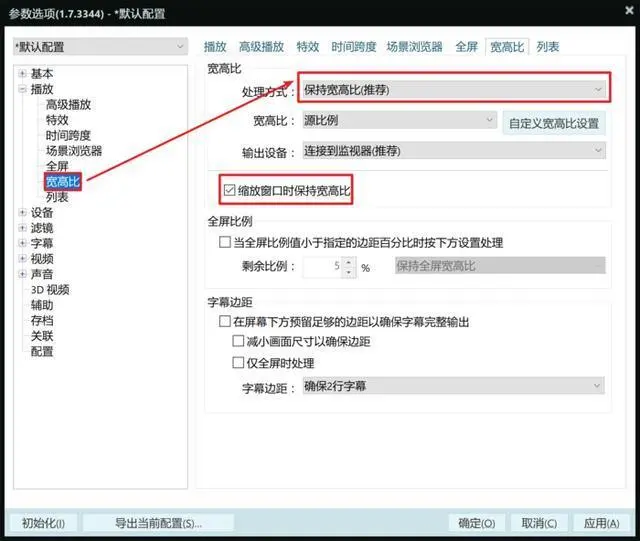 参数选项(1.7.3344) - *默认配置
*默认配置
播放 高级播放 特效 时间跨度 场景浏览器 全屏 宽高比 列表
基本
播放
高级播放
特效
时间跨度
场景浏览器
全屏
宽高比
列表
设备
滤镜
字幕
视频
声音
3D 视频
辅助
存档
关联
配置
宽高比
处理方式： 保持宽高比(推荐)
宽高比： 源比例 自定义宽高比设置
输出设备： 连接到监视器(推荐)
缩放窗口时保持宽高比
全屏比例
当全屏比例值小于指定的边距百分比时按下方设置处理
剩余比例： 5 % 保持全屏宽高比
字幕边距
在屏幕下方预留足够的边距以确保字幕完整输出
减小画面尺寸以确保边距
仅全屏时处理
字幕边距： 确保2行字幕
初始化(I) 导出当前配置(S)... 确定(O) 取消(C) 应用(A)